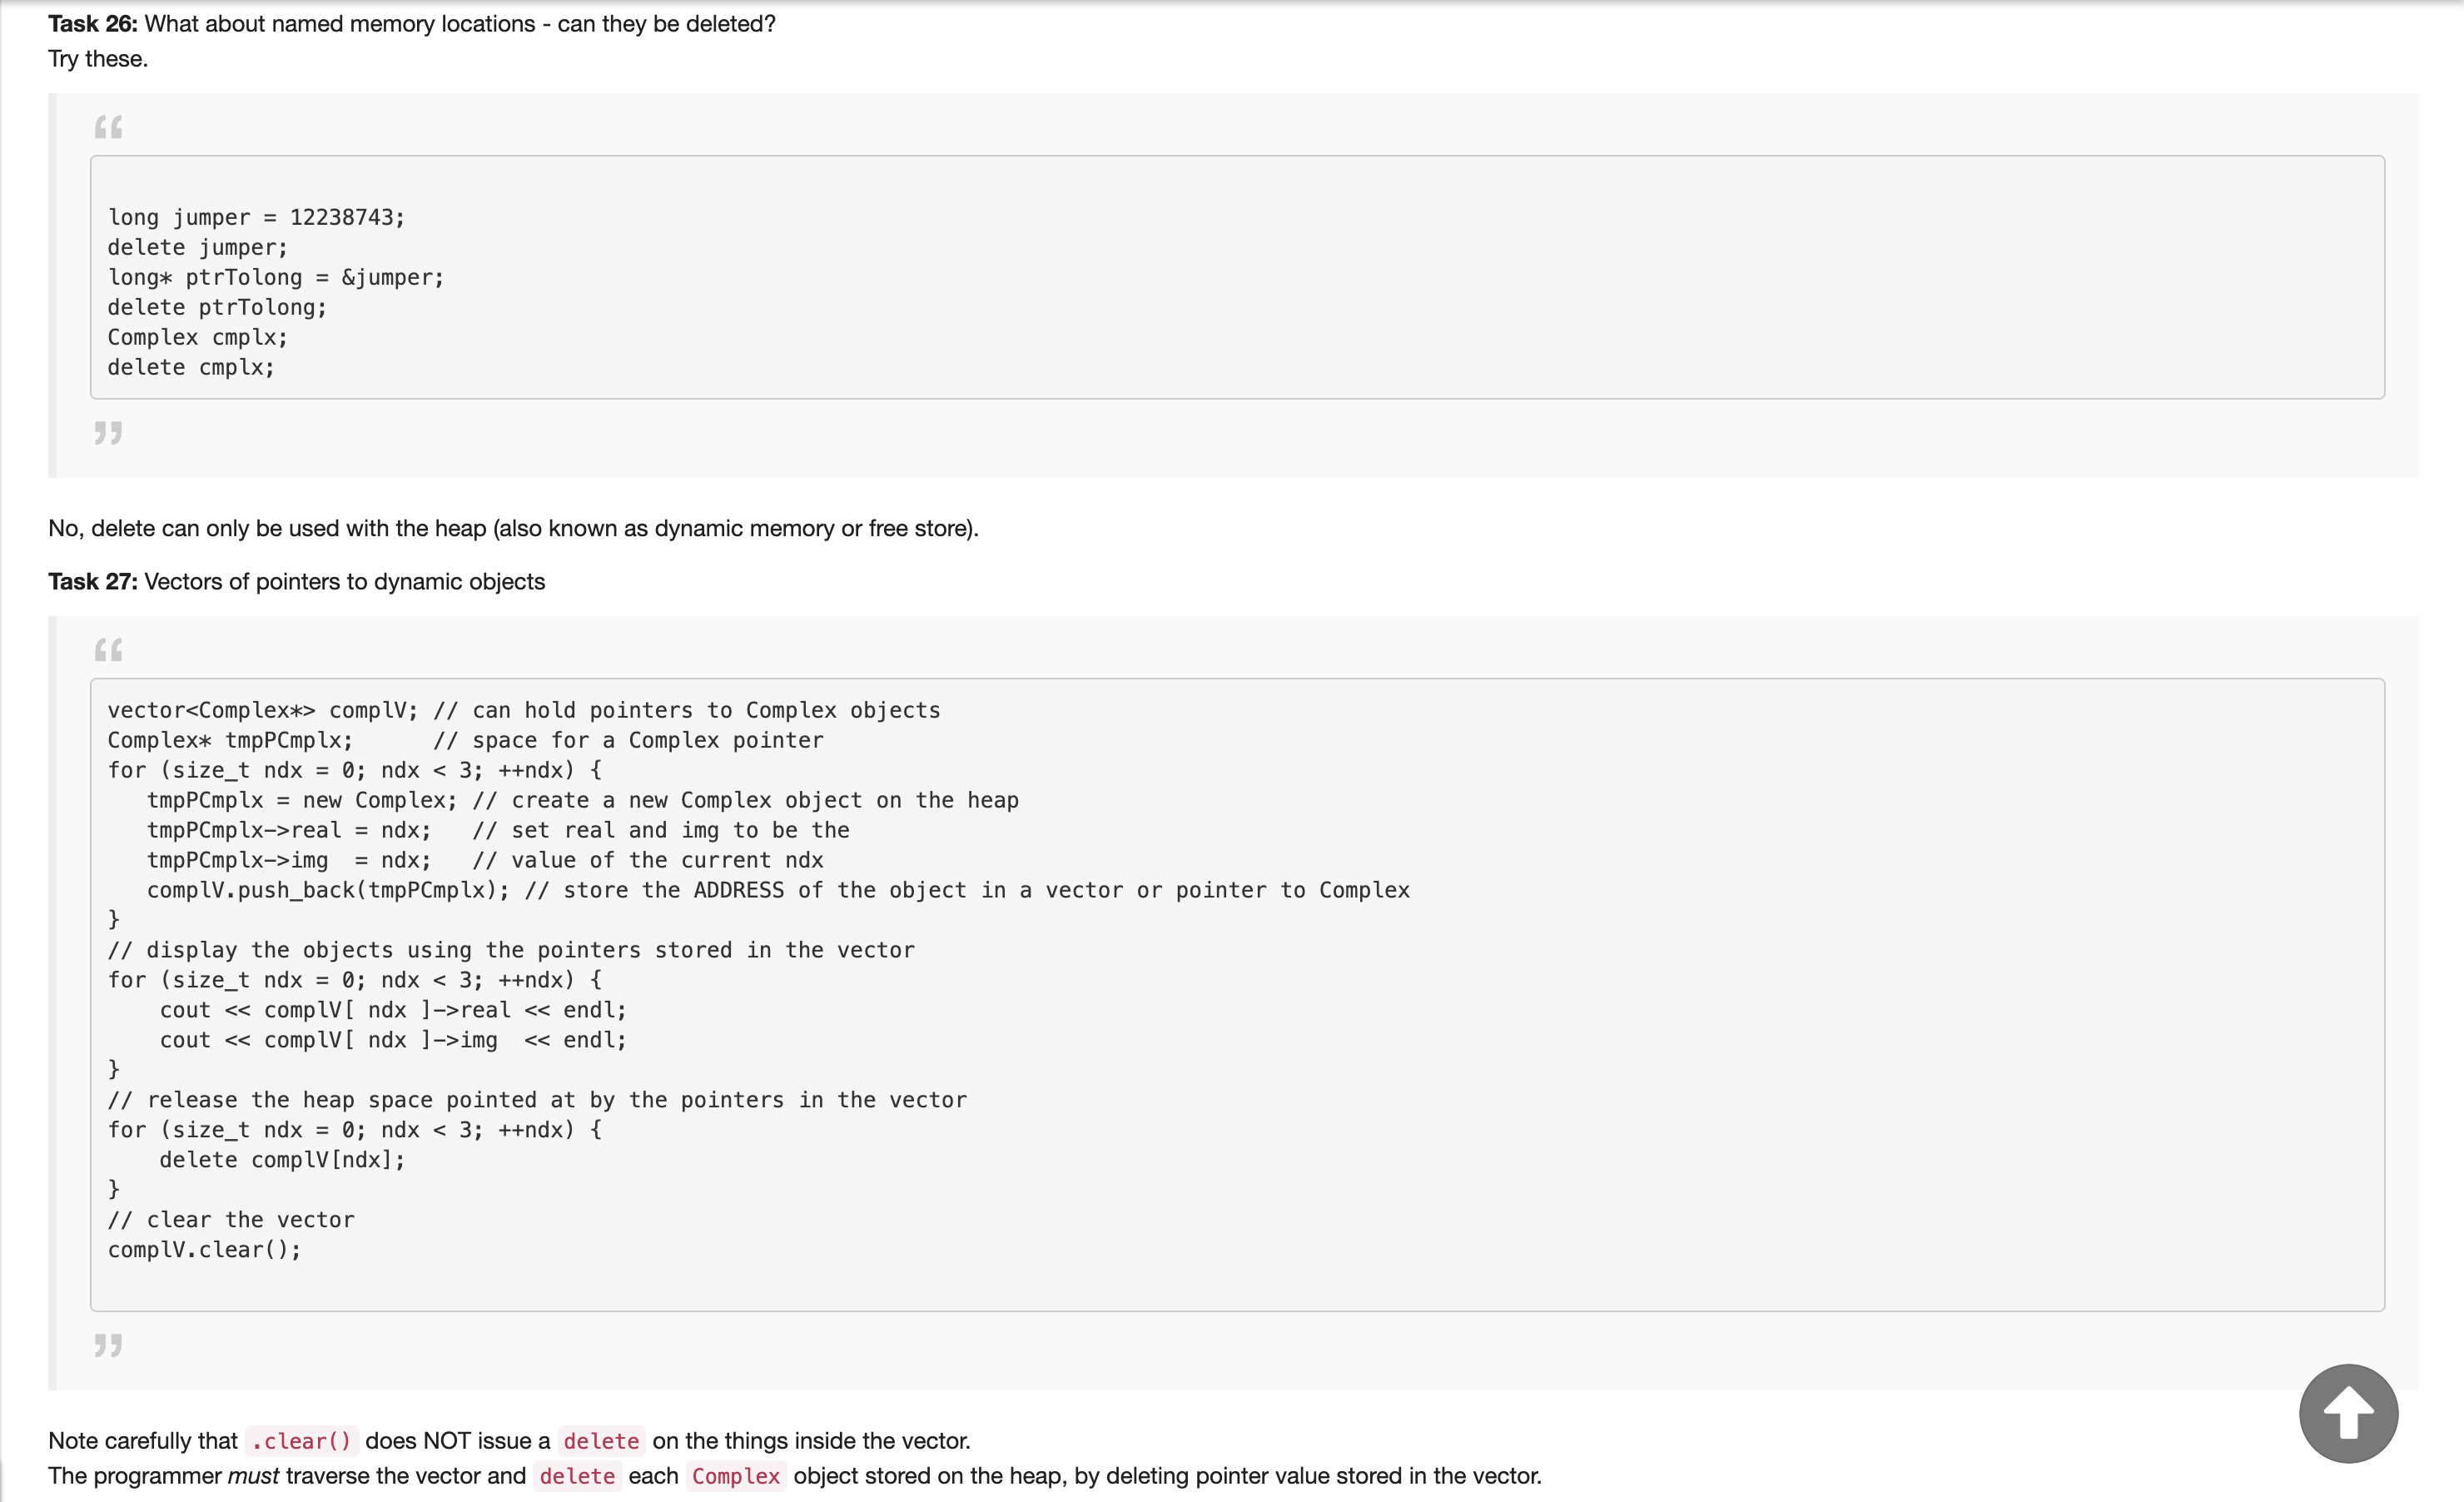 Task 26: What about named memory locations - can they be deleted?
Try these.
“
long jumper = 12238743;
delete jumper;
long* ptrTolong = &jumper;
delete ptrTolong;
Complex cmplx;
delete cmplx;
”
No, delete can only be used with the heap (also known as dynamic memory or free store).
Task 27: Vectors of pointers to dynamic objects
“
vector<Complex*> complV; // can hold pointers to Complex objects
Complex* tmpPCmplx;      // space for a Complex pointer
for (size_t ndx = 0; ndx < 3; ++ndx) {
   tmpPCmplx = new Complex; // create a new Complex object on the heap
   tmpPCmplx->real = ndx;   // set real and img to be the
   tmpPCmplx->img  = ndx;   // value of the current ndx
   complV.push_back(tmpPCmplx); // store the ADDRESS of the object in a vector or pointer to Complex
}
// display the objects using the pointers stored in the vector
for (size_t ndx = 0; ndx < 3; ++ndx) {
    cout << complV[ ndx ]->real << endl;
    cout << complV[ ndx ]->img  << endl;
}
// release the heap space pointed at by the pointers in the vector
for (size_t ndx = 0; ndx < 3; ++ndx) {
    delete complV[ndx];
}
// clear the vector
complV.clear();
”
Note carefully that .clear() does NOT issue a delete on the things inside the vector.
The programmer must traverse the vector and delete each Complex object stored on the heap, by deleting pointer value stored in the vector.